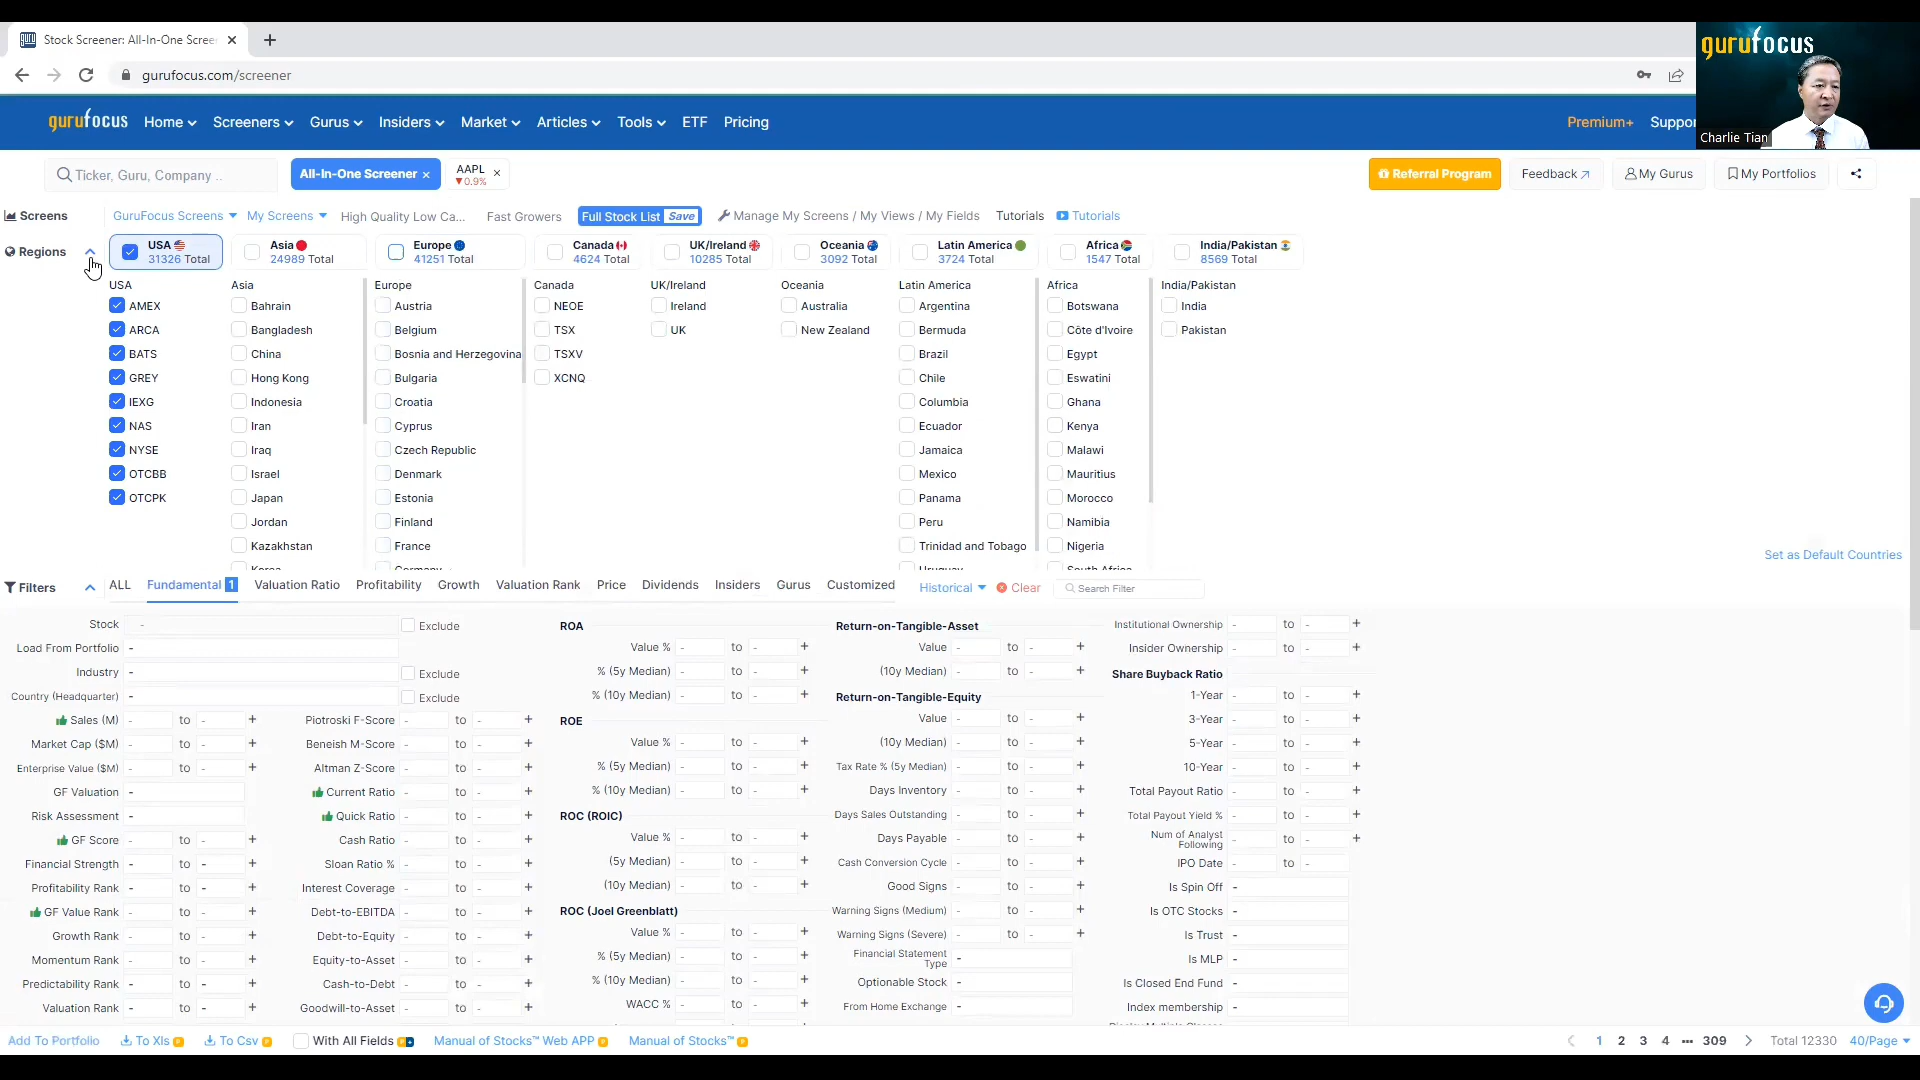 Stock Screener: All-In-One Scree
gurufocus.com/screener
gurufocus
Charlie Tian
gurufocus Home Screeners Gurus Insiders Market Articles Tools ETF Pricing Premium+ Suppor
Ticker, Guru, Company .. All-In-One Screener × AAPL × Referral Program Feedback My Gurus My Portfolios
▼0.9%
Screens GuruFocus Screens My Screens High Quality Low Ca... Fast Growers Full Stock List Save Manage My Screens / My Views / My Fields Tutorials Tutorials
Regions USA Asia Europe Canada UK/Ireland Oceania Latin America Africa India/Pakistan
31326 Total 24989 Total 41251 Total 4624 Total 10285 Total 3092 Total 3724 Total 1547 Total 8569 Total
USA Asia Europe Canada UK/Ireland Oceania Latin America Africa India/Pakistan
AMEX Bahrain Austria NEOE Ireland Australia Argentina Botswana India
ARCA Bangladesh Belgium TSX UK New Zealand Bermuda Côte d'Ivoire Pakistan
BATS China Bosnia and Herzegovina TSXV Brazil Egypt
GREY Hong Kong Bulgaria XCNQ Chile Eswatini
IEXG Indonesia Croatia Columbia Ghana
NAS Iran Cyprus Ecuador Kenya
NYSE Iraq Czech Republic Jamaica Malawi
OTCBB Israel Denmark Mexico Mauritius
OTCPK Japan Estonia Panama Morocco
Jordan Finland Peru Namibia
Kazakhstan France Trinidad and Tobago Nigeria
Set as Default Countries
Filters ALL Fundamental 1 Valuation Ratio Profitability Growth Valuation Rank Price Dividends Insiders Gurus Customized Historical Clear Search Filter
Stock - Exclude ROA Return-on-Tangible-Asset Institutional Ownership - to - +
Load From Portfolio - Value % - to - + Value - to - + Insider Ownership - to - +
Industry - Exclude % (5y Median) - to - + (10y Median) - to - + Share Buyback Ratio
Country (Headquarter) - Exclude % (10y Median) - to - + Return-on-Tangible-Equity 1-Year - to - +
Sales (M) - to - + Piotroski F-Score - to - + ROE Value - to - + 3-Year - to - +
Market Cap ($M) - to - + Beneish M-Score - to - + Value % - to - + (10y Median) - to - + 5-Year - to - +
Enterprise Value ($M) - to - + Altman Z-Score - to - + % (5y Median) - to - + Tax Rate % (5y Median) - to - + 10-Year - to - +
GF Valuation - Current Ratio - to - + % (10y Median) - to - + Days Inventory - to - + Total Payout Ratio - to - +
Risk Assessment - Quick Ratio - to - + ROC (ROIC) Days Sales Outstanding - to - + Total Payout Yield % - to - +
GF Score - to - + Cash Ratio - to - + Value % - to - + Days Payable - to - + Num of Analyst Following - to - +
Financial Strength - to - + Sloan Ratio % - to - + (5y Median) - to - + Cash Conversion Cycle - to - + IPO Date - to -
Profitability Rank - to - + Interest Coverage - to - + (10y Median) - to - + Good Signs - to - + Is Spin Off -
GF Value Rank - to - + Debt-to-EBITDA - to - + ROC (Joel Greenblatt) Warning Signs (Medium) - to - + Is OTC Stocks -
Growth Rank - to - + Debt-to-Equity - to - + Value % - to - + Warning Signs (Severe) - to - + Is Trust -
Momentum Rank - to - + Equity-to-Asset - to - + % (5y Median) - to - + Financial Statement Type - Is MLP -
Predictability Rank - to - + Cash-to-Debt - to - + % (10y Median) - to - + Optionable Stock - Is Closed End Fund -
Valuation Rank - to - + Goodwill-to-Asset - to - + WACC % - to - + From Home Exchange - Index membership -
Add To Portfolio To Xls To Csv With All Fields Manual of Stocks™ Web APP Manual of Stocks™ 1 2 3 4 ••• 309 Total 12330 40/Page